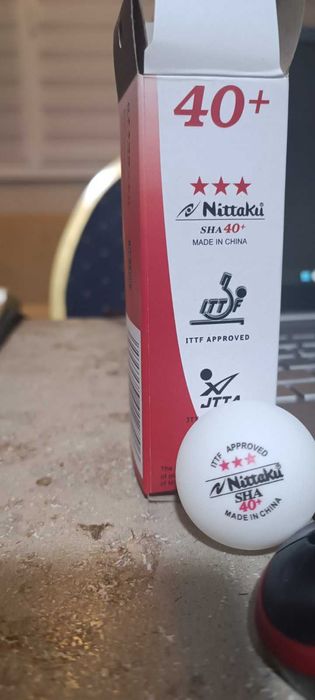 40+
★★★
Nittaku
SHA 40+
MADE IN CHINA
ITTF
ITTF APPROVED
JTTA
The
ITTF APPROVED
★★★
Nittaku
SHA
40+
MADE IN CHINA